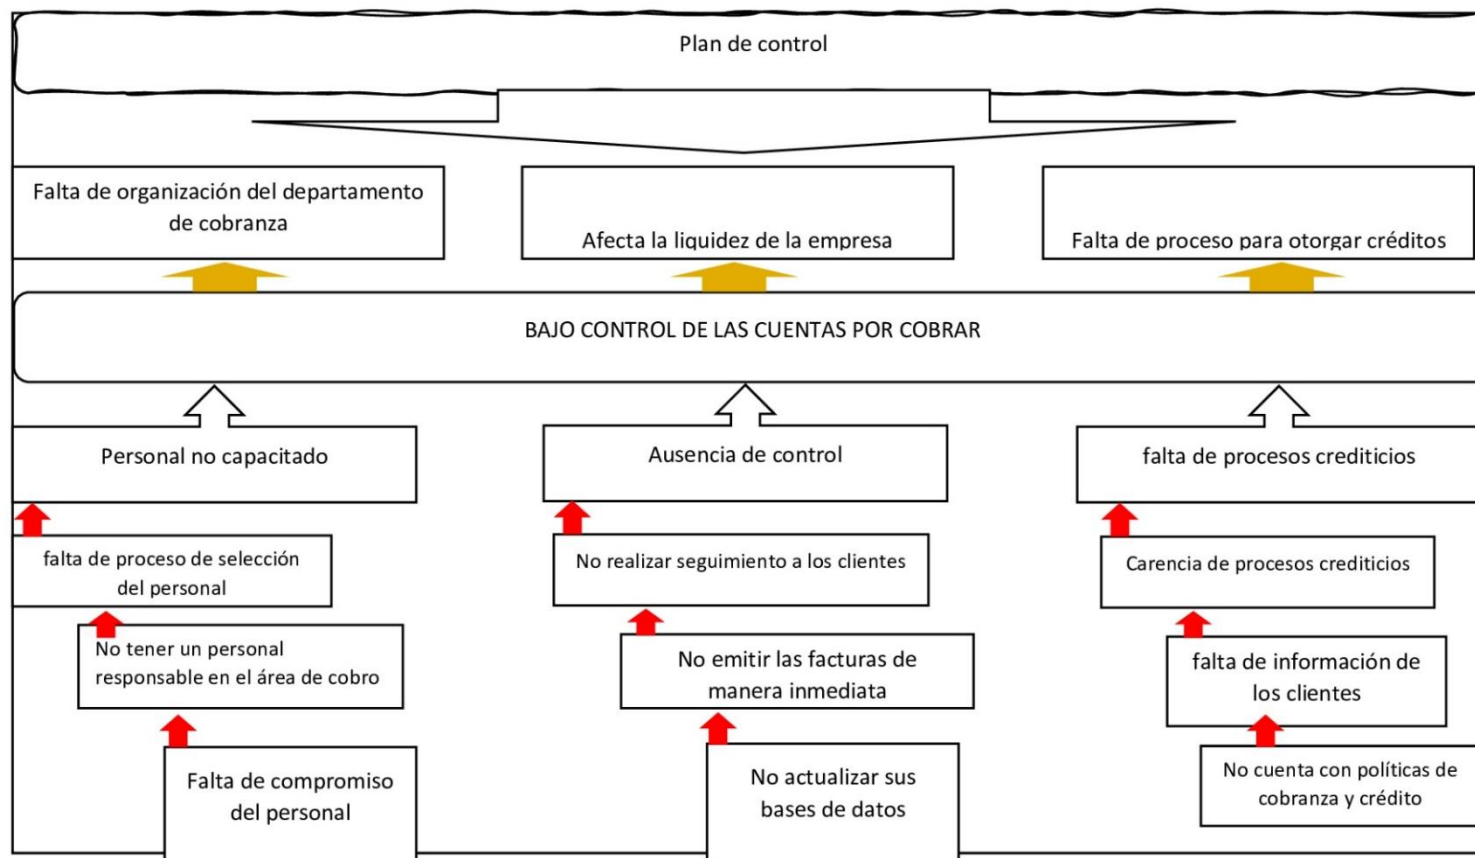 Plan de control
Falta de organización del departamento
de cobranza
Afecta la liquidez de la empresa
Falta de proceso para otorgar créditos
BAJO CONTROL DE LAS CUENTAS POR COBRAR
Personal no capacitado
Ausencia de control
falta de procesos crediticios
falta de proceso de selección
del personal
No realizar seguimiento a los clientes
Carencia de procesos crediticios
No tener un personal
responsable en el área de cobro
No emitir las facturas de
manera inmediata
falta de información de
los clientes
Falta de compromiso
del personal
No actualizar sus
bases de datos
No cuenta con políticas de
cobranza y crédito